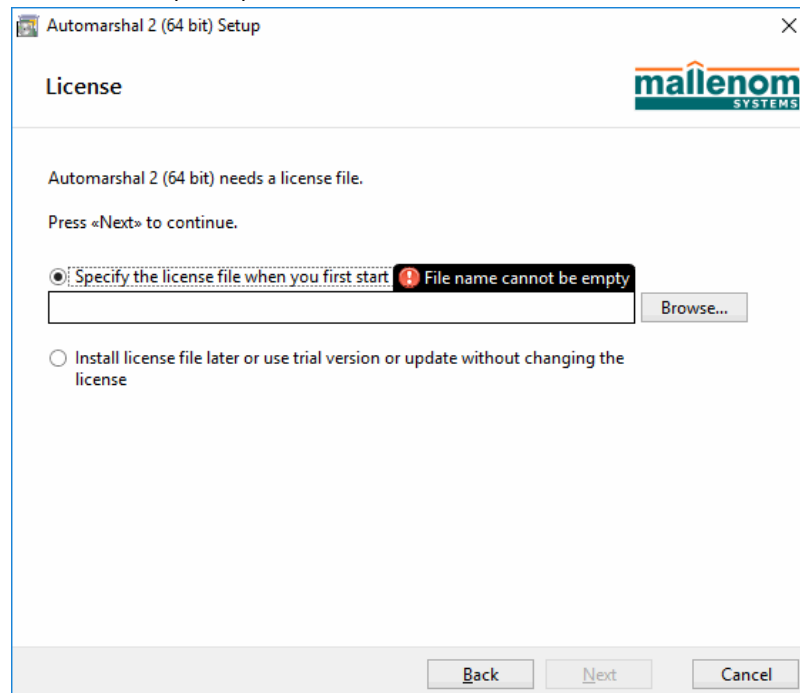 Automarshal 2 (64 bit) Setup
License
mallenom
SYSTEMS
Automarshal 2 (64 bit) needs a license file.
Press «Next» to continue.
Specify the license file when you first start
File name cannot be empty
Browse...
Install license file later or use trial version or update without changing the
license
Back
Next
Cancel